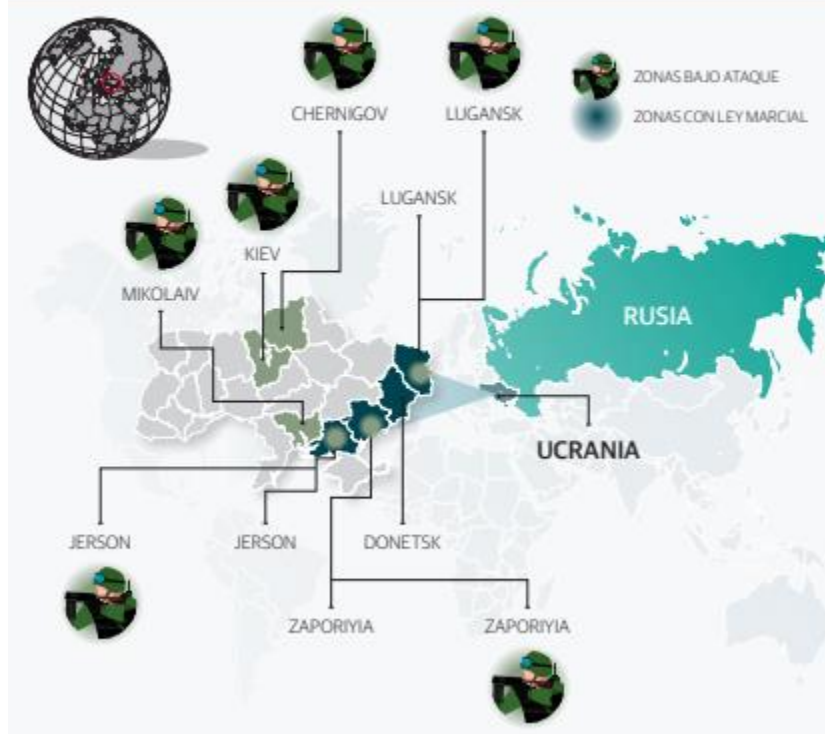 CHERNIGOV
LUGANSK
ZONAS BAJO ATAQUE
ZONAS CON LEY MARCIAL
LUGANSK
KIEV
MIKOLAIV
RUSIA
UCRANIA
JERSON
JERSON
DONETSK
ZAPORIYIA
ZAPORIYIA